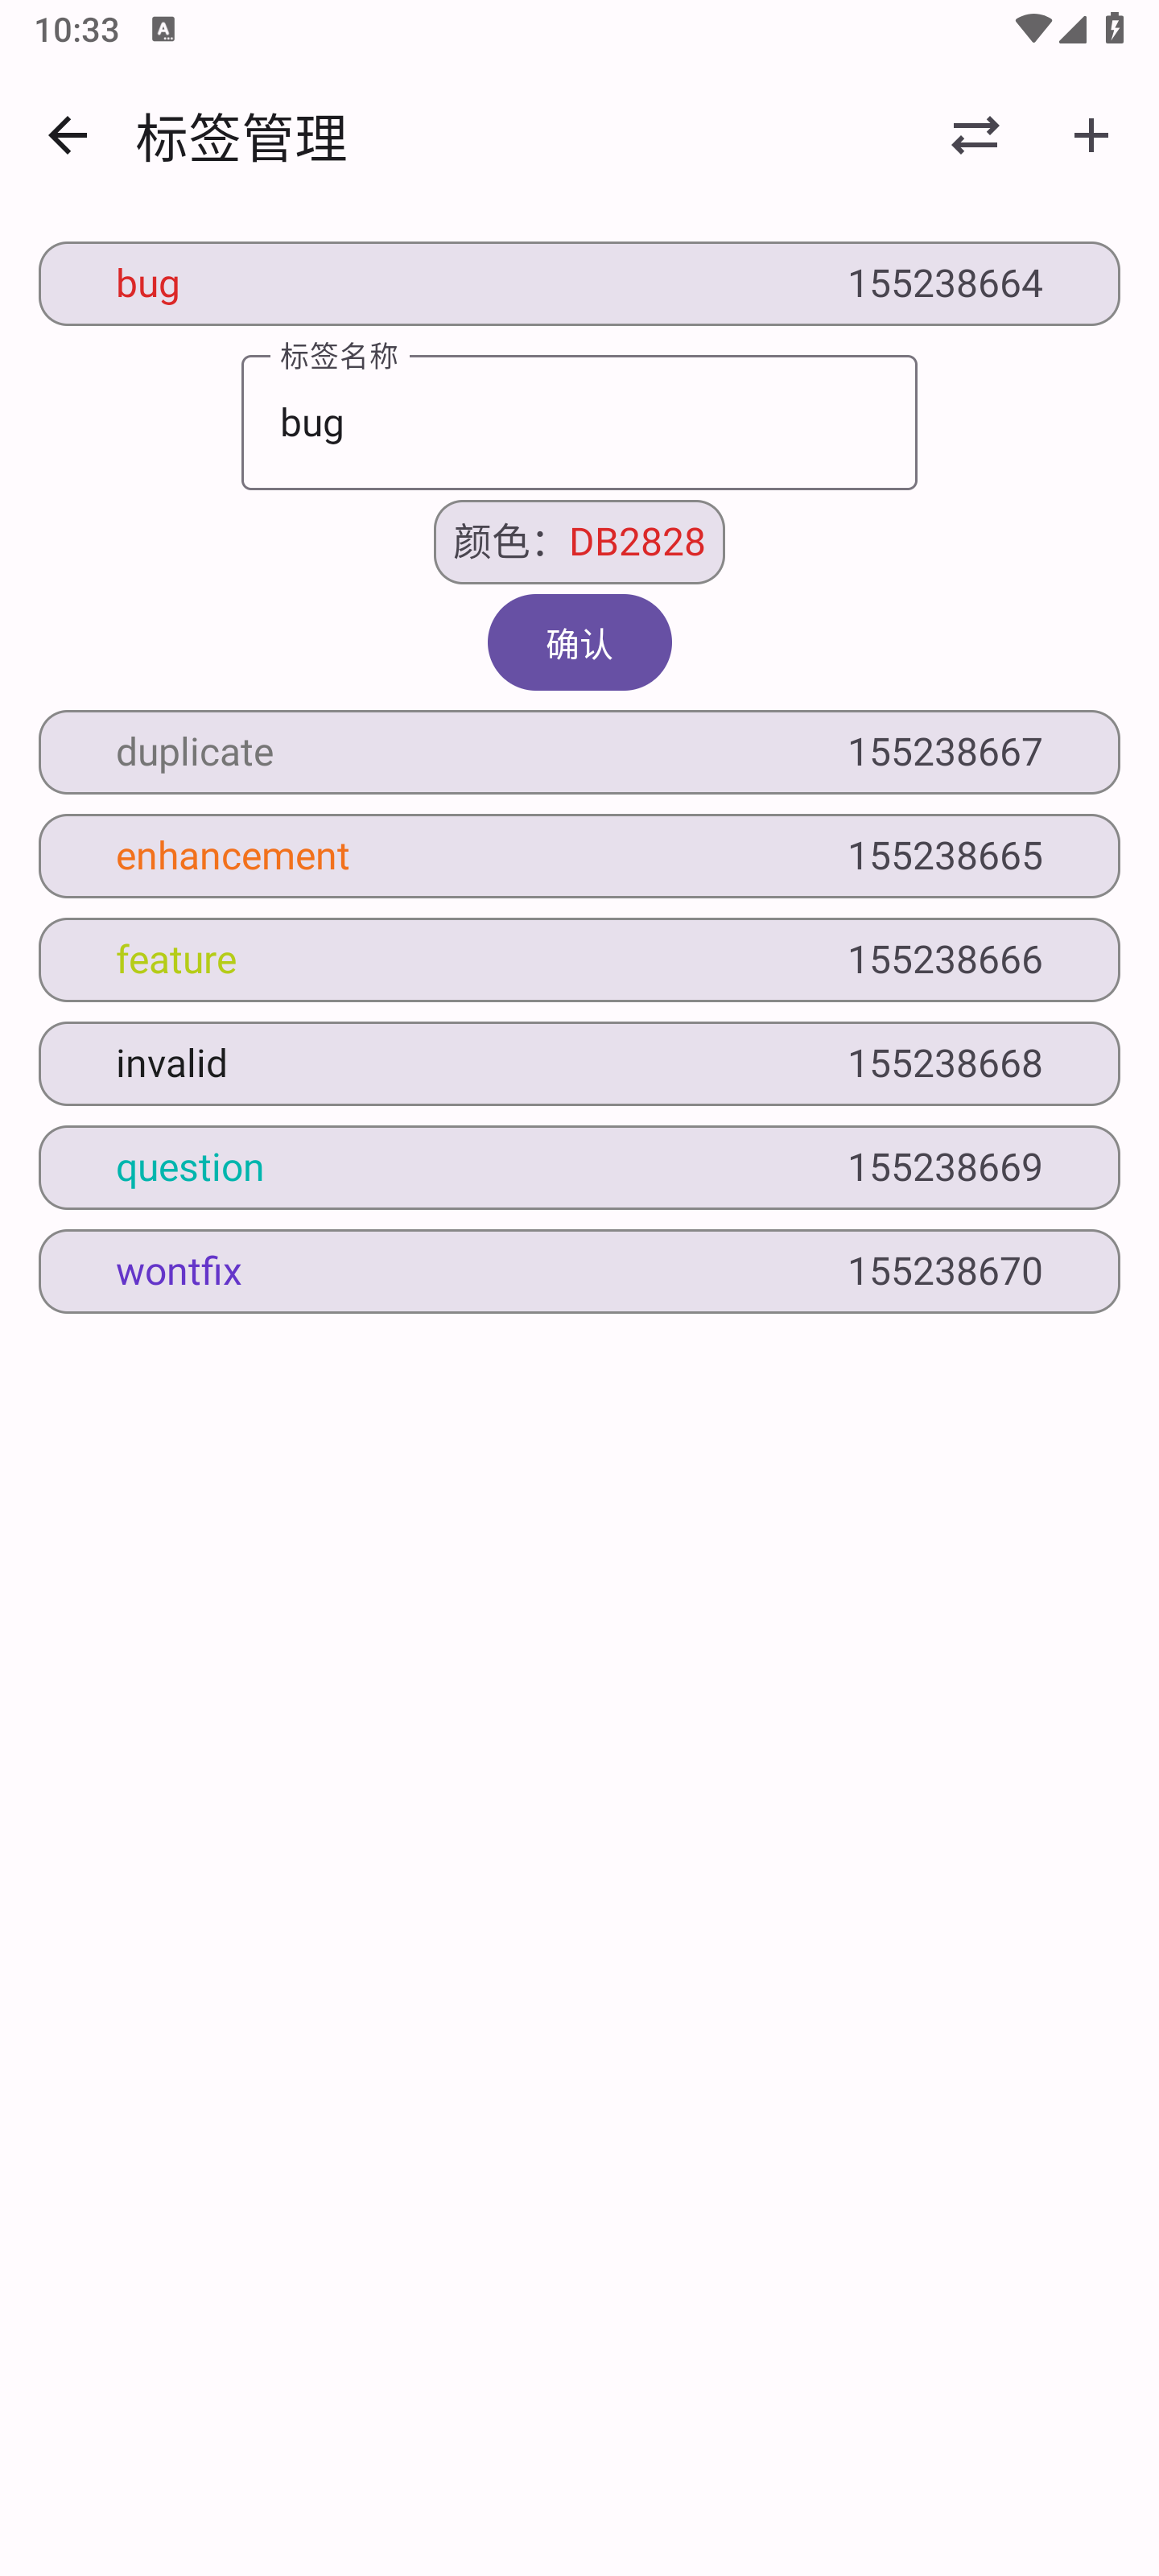 10:33
标签管理
bug 155238664
标签名称
bug
颜色：DB2828
确认
duplicate 155238667
enhancement 155238665
feature 155238666
invalid 155238668
question 155238669
wontfix 155238670